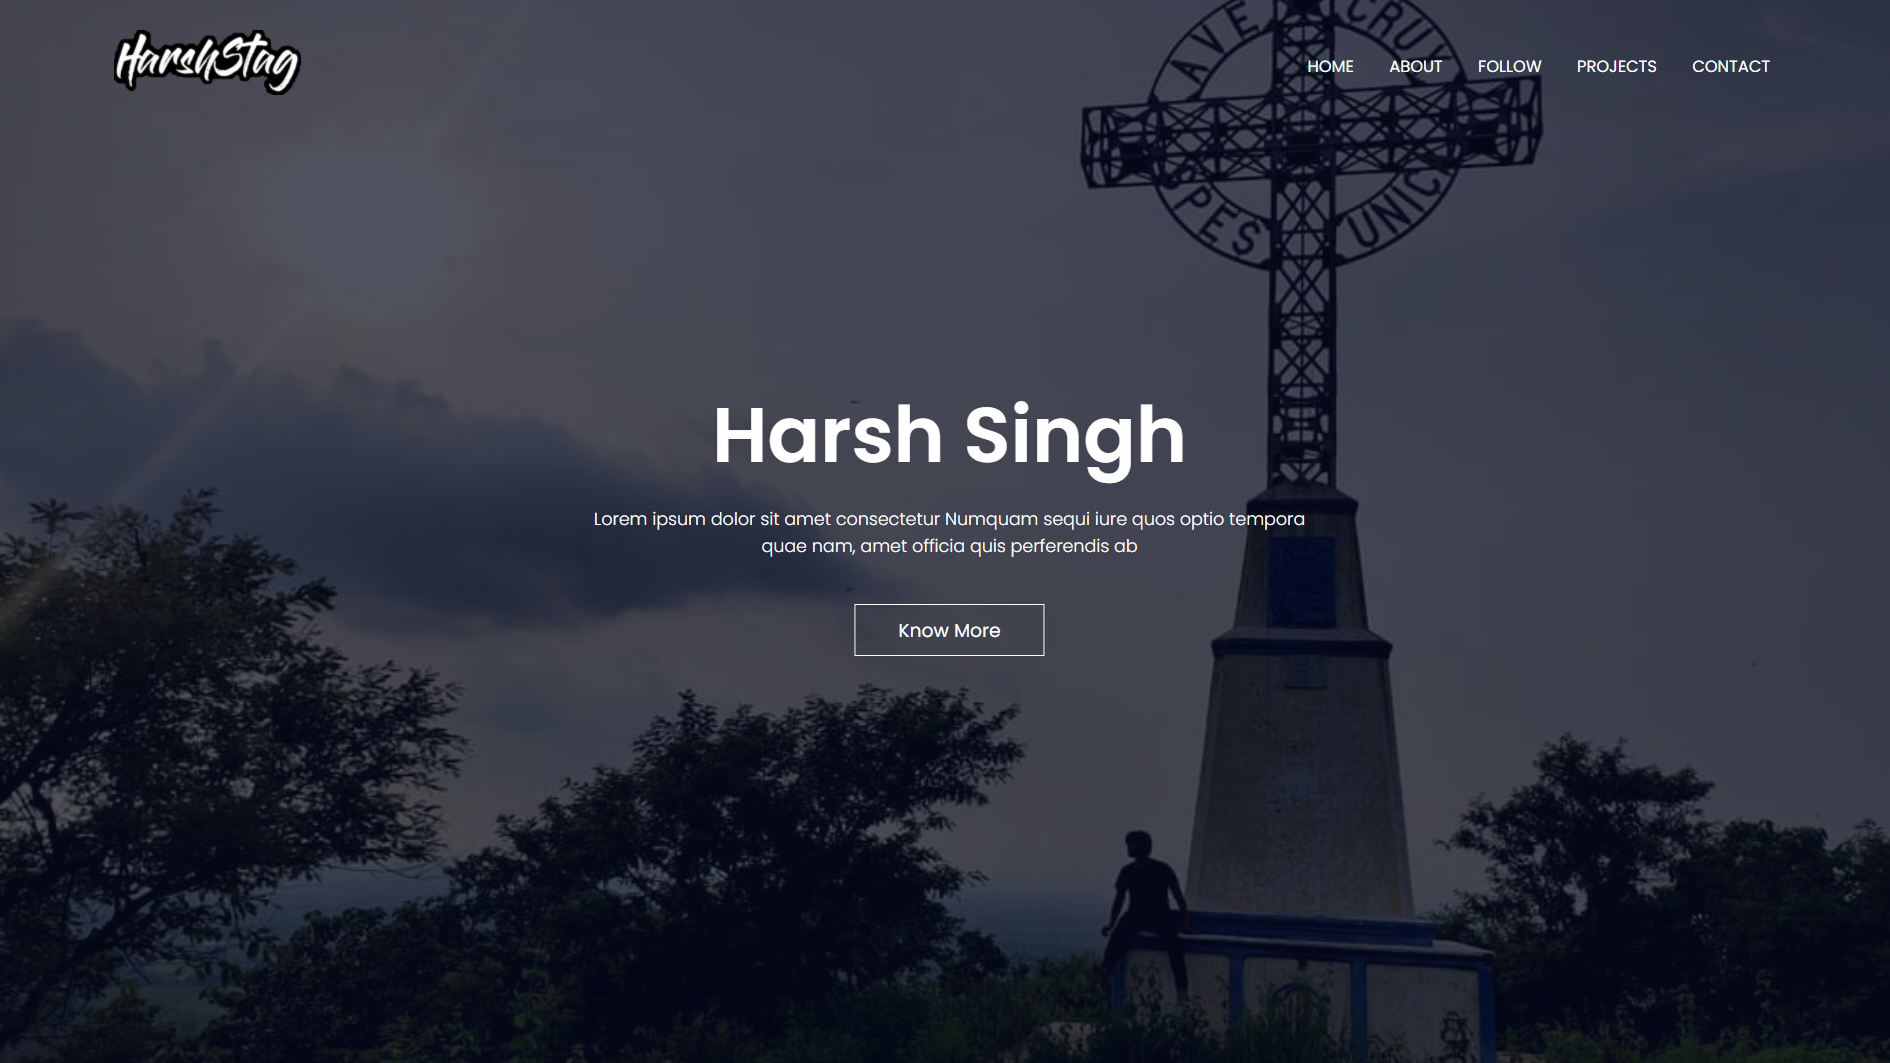 HarshStag
HOME
ABOUT
FOLLOW
PROJECTS
CONTACT
AVE CRUX
SPES UNIC
Harsh Singh
Lorem ipsum dolor sit amet consectetur Numquam sequi iure quos optio tempora
quae nam, amet officia quis perferendis ab
Know More